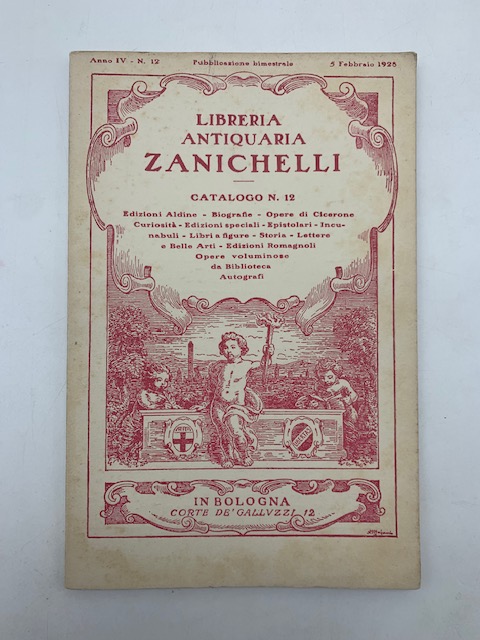 Anno IV - N. 12 Pubblicazione bimestrale 5 Febbraio 1928
LIBRERIA
ANTIQUARIA
ZANICHELLI
CATALOGO N. 12
Edizioni Aldine - Biografie - Opere di Cicerone
Curiosità - Edizioni speciali - Epistolari - Incu-
nabuli - Libri a figure - Storia - Lettere
e Belle Arti - Edizioni Romagnoli
Opere voluminose
da Biblioteca
Autografi
LIBERTAS
IN BOLOGNA
CORTE DE' GALLVZZI 12